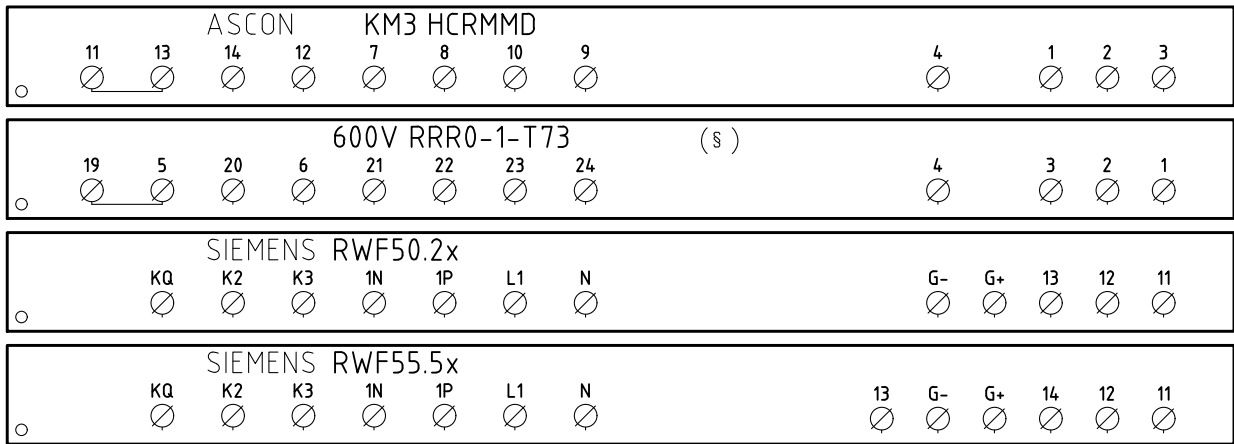 ASCON KM3 HCRMMD
11 13 14 12 7 8 10 9 4 1 2 3
600V RRR0-1-T73 (§)
19 5 20 6 21 22 23 24 4 3 2 1
SIEMENS RWF50.2x
KQ K2 K3 1N 1P L1 N G- G+ 13 12 11
SIEMENS RWF55.5x
KQ K2 K3 1N 1P L1 N 13 G- G+ 14 12 11